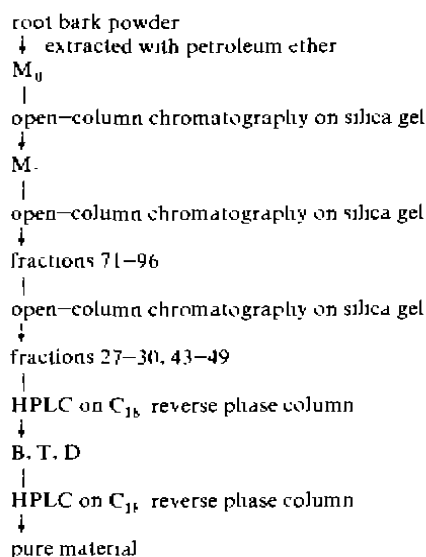 root bark powder
↓ extracted with petroleum ether
M₀
|
open–column chromatography on silica gel
↓
M
|
open–column chromatography on silica gel
↓
fractions 71–96
|
open–column chromatography on silica gel
↓
fractions 27–30, 43–49
|
HPLC on C₁₈ reverse phase column
↓
B, T, D
|
HPLC on C₁₈ reverse phase column
↓
pure material